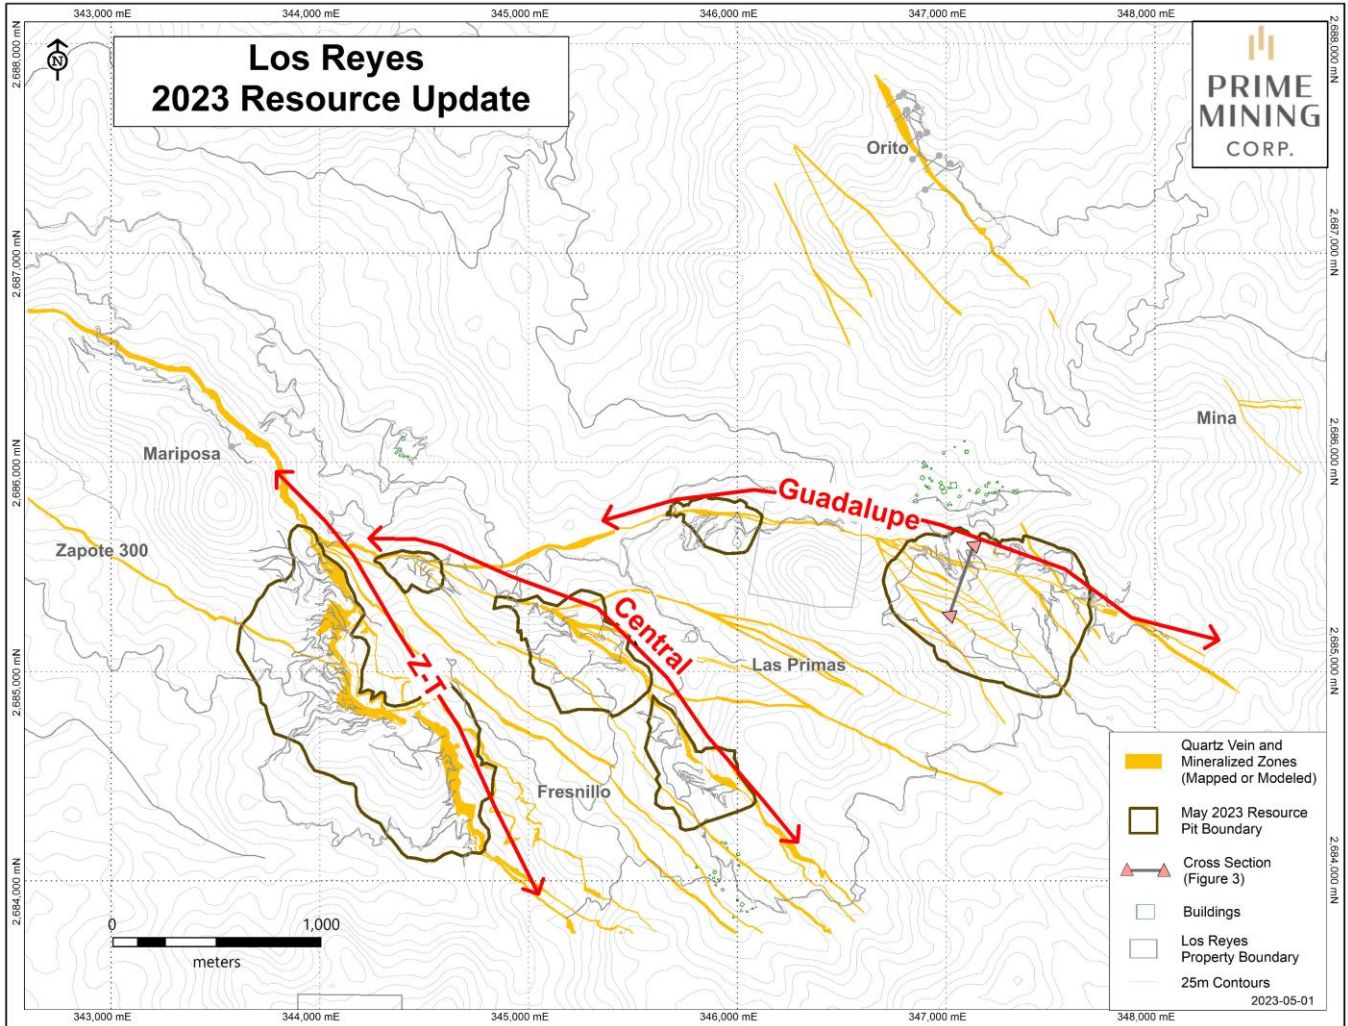 343,000 mE
344,000 mE
345,000 mE
346,000 mE
347,000 mE
348,000 mE
2,688,000 mN
2,688,000 mN
N
Los Reyes
2023 Resource Update
PRIME
MINING
CORP.
Orito
2,687,000 mN
2,687,000 mN
Mina
Mariposa
2,686,000 mN
2,686,000 mN
Guadalupe
Zapote 300
Central
Las Primas
Z-T
2,685,000 mN
2,685,000 mN
Fresnillo
Quartz Vein and
Mineralized Zones
(Mapped or Modeled)
May 2023 Resource
Pit Boundary
Cross Section
(Figure 3)
Buildings
Los Reyes
Property Boundary
25m Contours
2023-05-01
2,684,000 mN
2,684,000 mN
0
1,000
meters
343,000 mE
344,000 mE
345,000 mE
346,000 mE
347,000 mE
348,000 mE